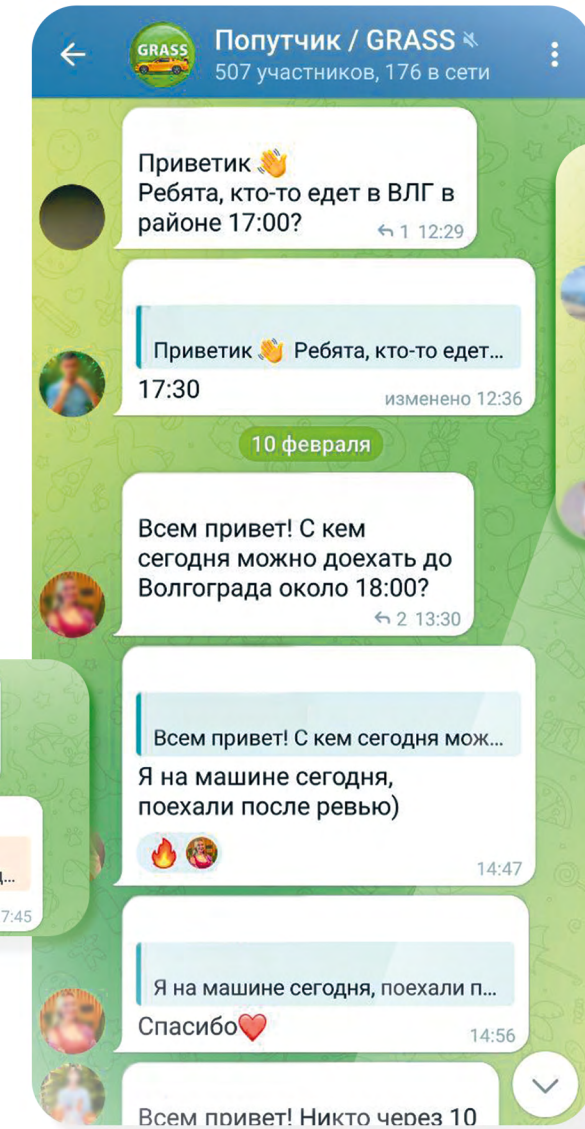 GRASS
Попутчик / GRASS
507 участников, 176 в сети
Приветик 👋
Ребята, кто-то едет в ВЛГ в
районе 17:00?
1 12:29
Приветик 👋 Ребята, кто-то едет...
17:30
изменено 12:36
10 февраля
Всем привет! С кем
сегодня можно доехать до
Волгограда около 18:00?
2 13:30
Всем привет! С кем сегодня мож...
Я на машине сегодня,
поехали после ревью)
🔥
14:47
7:45
Я на машине сегодня, поехали п...
Спасибо❤️
14:56
Всем привет! Никто через 10